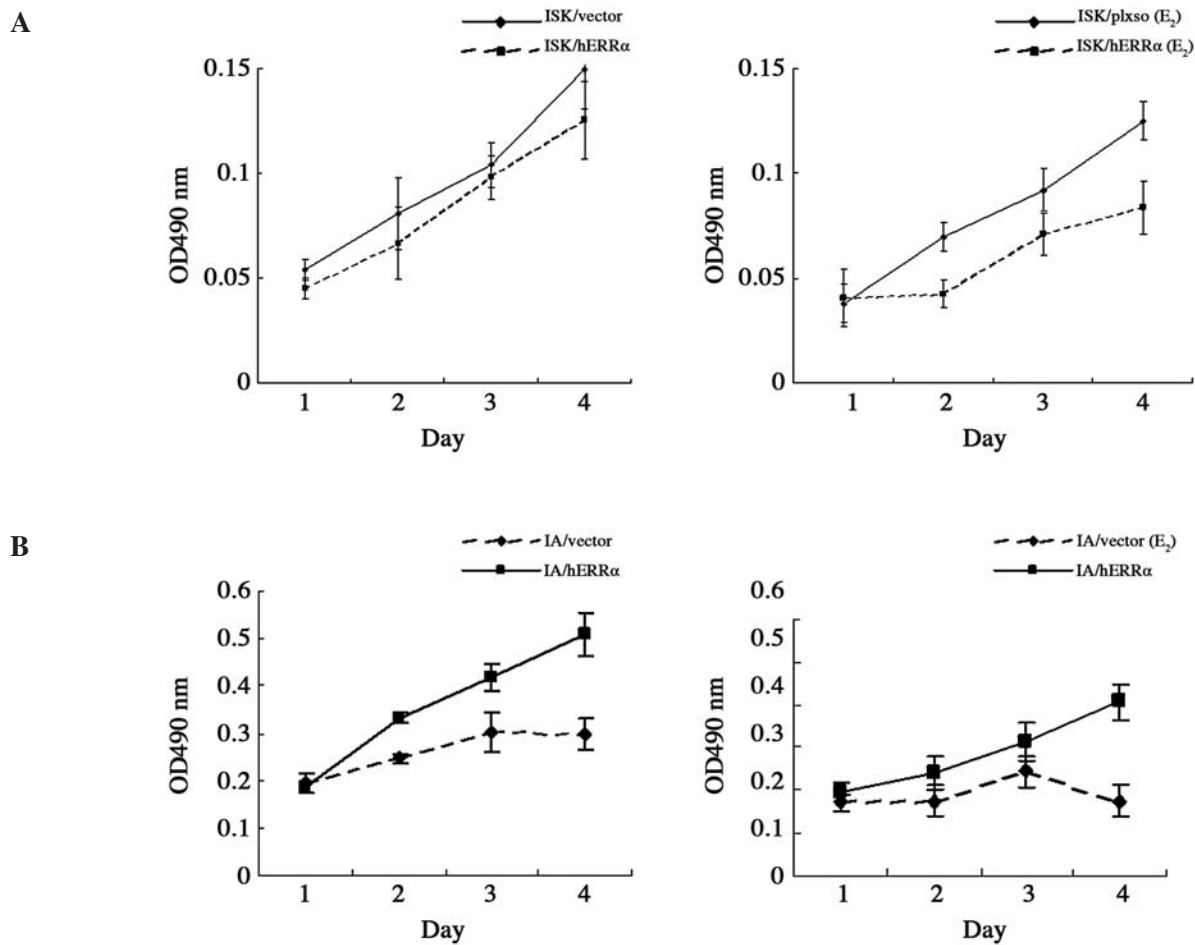 A
ISK/vector
ISK/hERRα
0.15
0.1
0.05
0
OD490 nm
1 2 3 4
Day
ISK/plxso (E₂)
ISK/hERRα (E₂)
0.15
0.1
0.05
0
OD490 nm
1 2 3 4
Day
B
IA/vector
IA/hERRα
0.6
0.5
0.4
0.3
0.2
0.1
0
OD490 nm
1 2 3 4
Day
IA/vector (E₂)
IA/hERRα
0.6
0.5
0.4
0.3
0.2
0.1
0
OD490 nm
1 2 3 4
Day